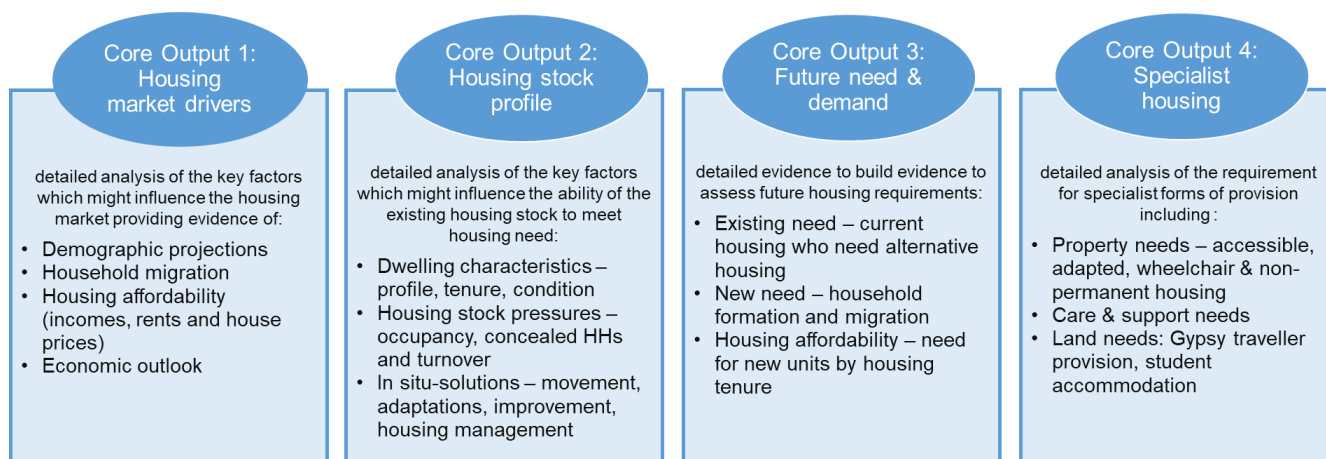 Core Output 1:
Housing
market drivers
detailed analysis of the key factors
which might influence the housing
market providing evidence of:
• Demographic projections
• Household migration
• Housing affordability
(incomes, rents and house
prices)
• Economic outlook
Core Output 2:
Housing stock
profile
detailed analysis of the key factors
which might influence the ability of the
existing housing stock to meet
housing need:
• Dwelling characteristics –
profile, tenure, condition
• Housing stock pressures –
occupancy, concealed HHs
and turnover
• In situ-solutions – movement,
adaptations, improvement,
housing management
Core Output 3:
Future need &
demand
detailed evidence to build evidence to
assess future housing requirements:
• Existing need – current
housing who need alternative
housing
• New need – household
formation and migration
• Housing affordability – need
for new units by housing
tenure
Core Output 4:
Specialist
housing
detailed analysis of the requirement
for specialist forms of provision
including :
• Property needs – accessible,
adapted, wheelchair & non-
permanent housing
• Care & support needs
• Land needs: Gypsy traveller
provision, student
accommodation